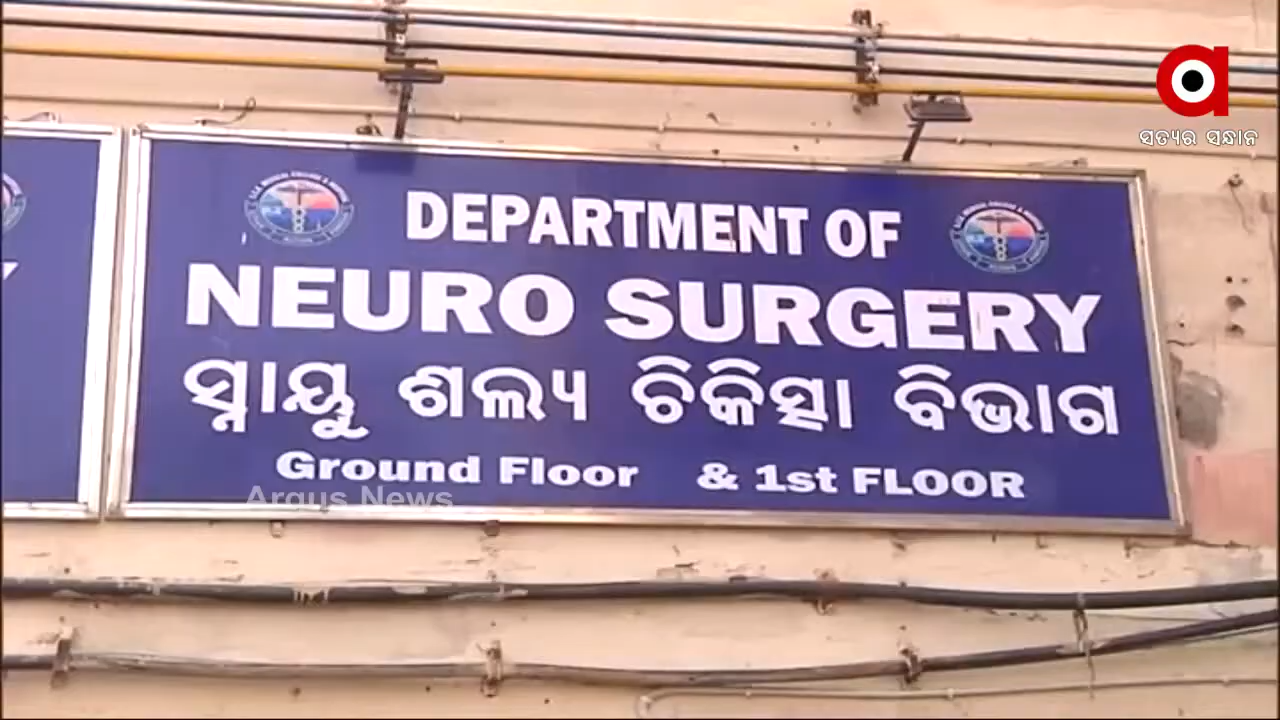 ସତ୍ୟର ସନ୍ଧାନ
DEPARTMENT OF
NEURO SURGERY
ସ୍ନାୟୁ ଶଲ୍ୟ ଚିକିତ୍ସା ବିଭାଗ
Ground Floor & 1st FLOOR
Argus News